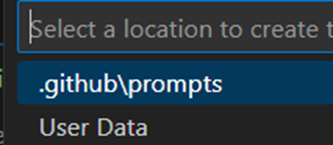 Select a location to create t
.github\prompts
User Data